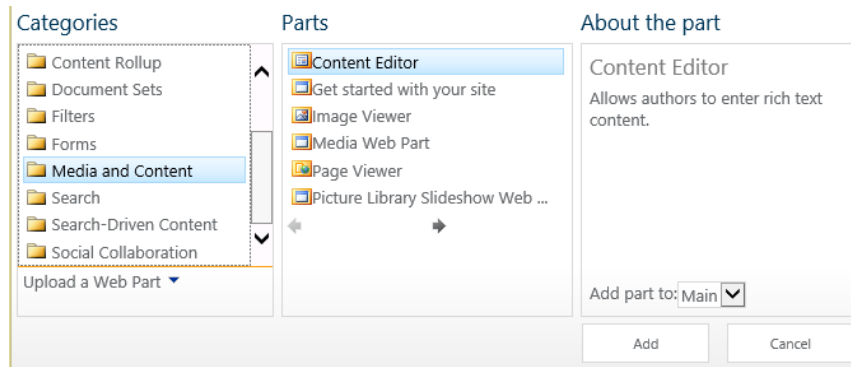 Categories
Content Rollup
Document Sets
Filters
Forms
Media and Content
Search
Search-Driven Content
Social Collaboration
Upload a Web Part
Parts
Content Editor
Get started with your site
Image Viewer
Media Web Part
Page Viewer
Picture Library Slideshow Web ...
About the part
Content Editor
Allows authors to enter rich text
content.
Add part to: Main
Add
Cancel